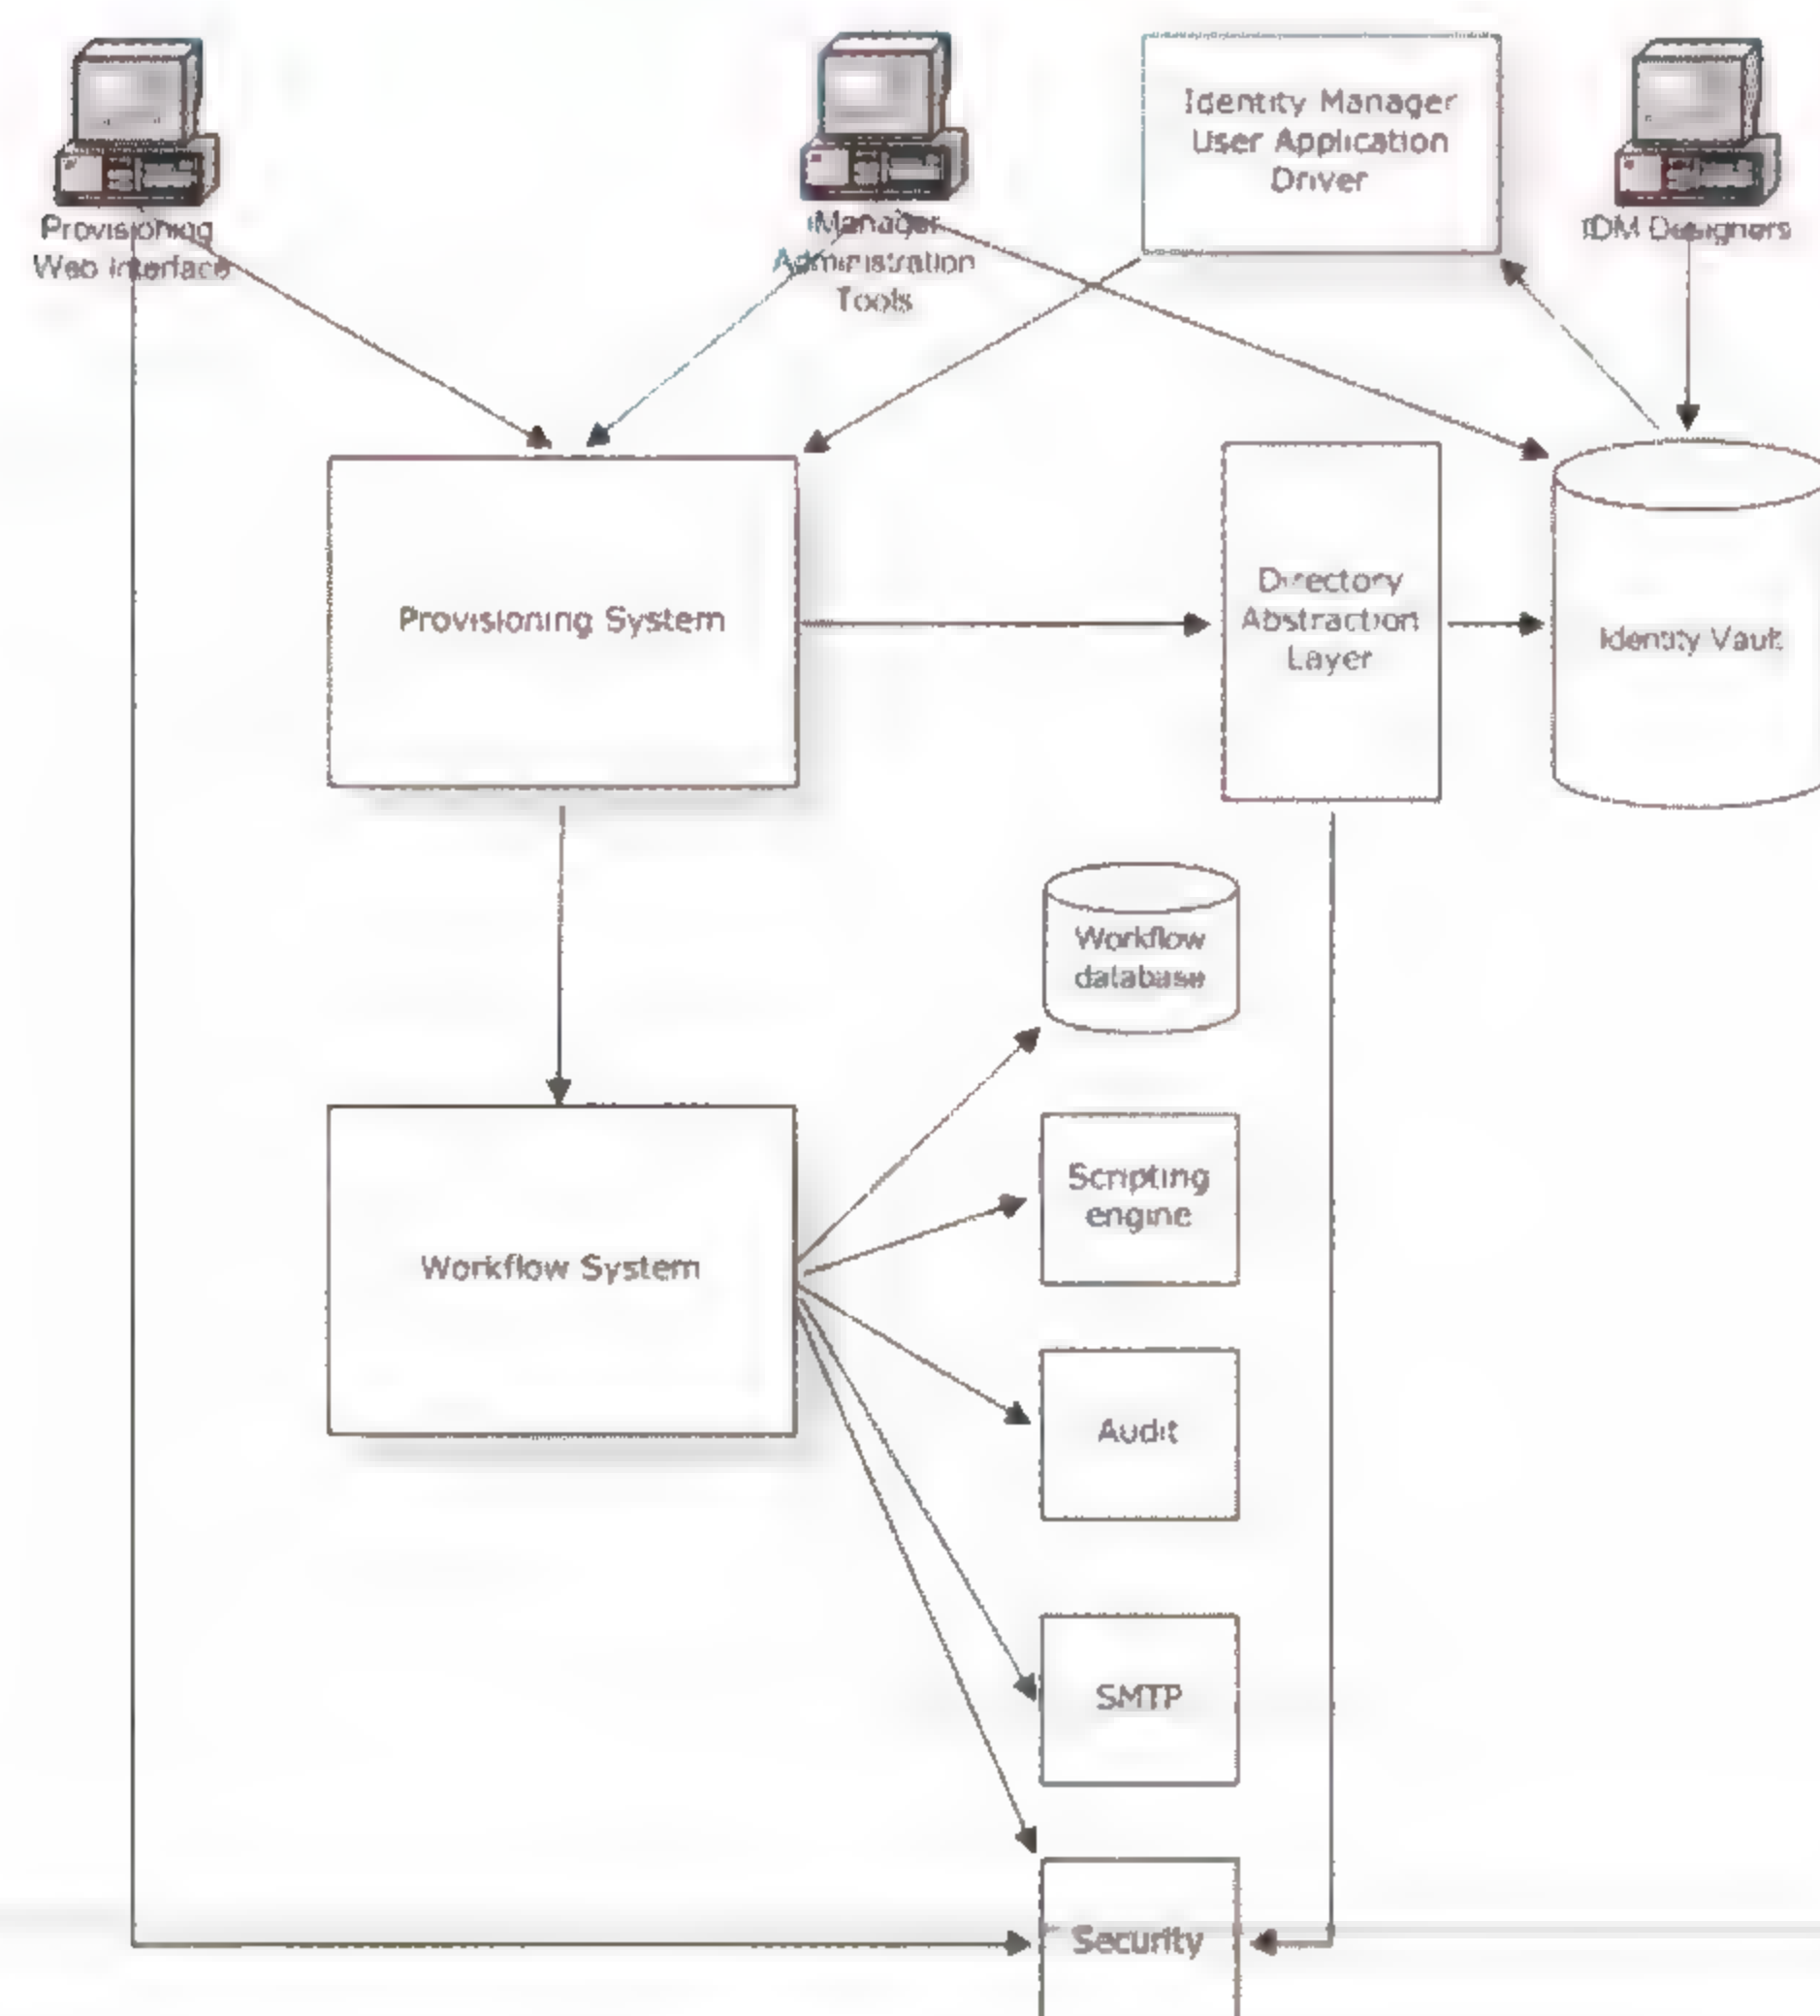 Provisioning
Web Interface
iManager
Administration
Tools
Identity Manager
User Application
Driver
IDM Designers
Provisioning System
Directory
Abstraction
Layer
Identity Vault
Workflow
database
Scripting
engine
Workflow System
Audit
SMTP
Security